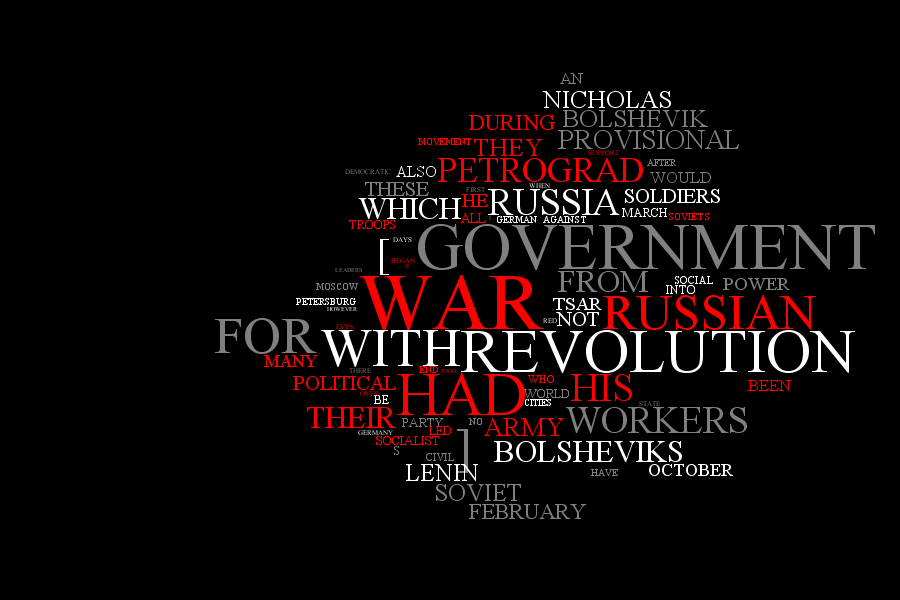 AN
NICHOLAS
DURING BOLSHEVIK
MOVEMENT THEY PROVISIONAL
SUPPORT
DEMOCRATIC ALSO PETROGRAD AFTER
THESE FIRST WHEN WOULD
WHICH HE RUSSIA SOLDIERS
TROOPS ALL GERMAN AGAINST MARCH SOVIETS
[ DAYS GOVERNMENT
BEGAN
LEADERS
MOSCOW FROM SOCIAL POWER
PETERSBURG WAR TSAR INTO RUSSIAN
HOWEVER RED NOT
FOR EVEN
MANY WITH REVOLUTION
THERE END FOOD
POLITICAL HAD WHO HIS BEEN
BE WORLD
CITIES STATE
THEIR PARTY NO ARMY WORKERS
GERMANY LED
SOCIALIST ]
S CIVIL BOLSHEVIKS
LENIN HAVE OCTOBER
SOVIET
FEBRUARY